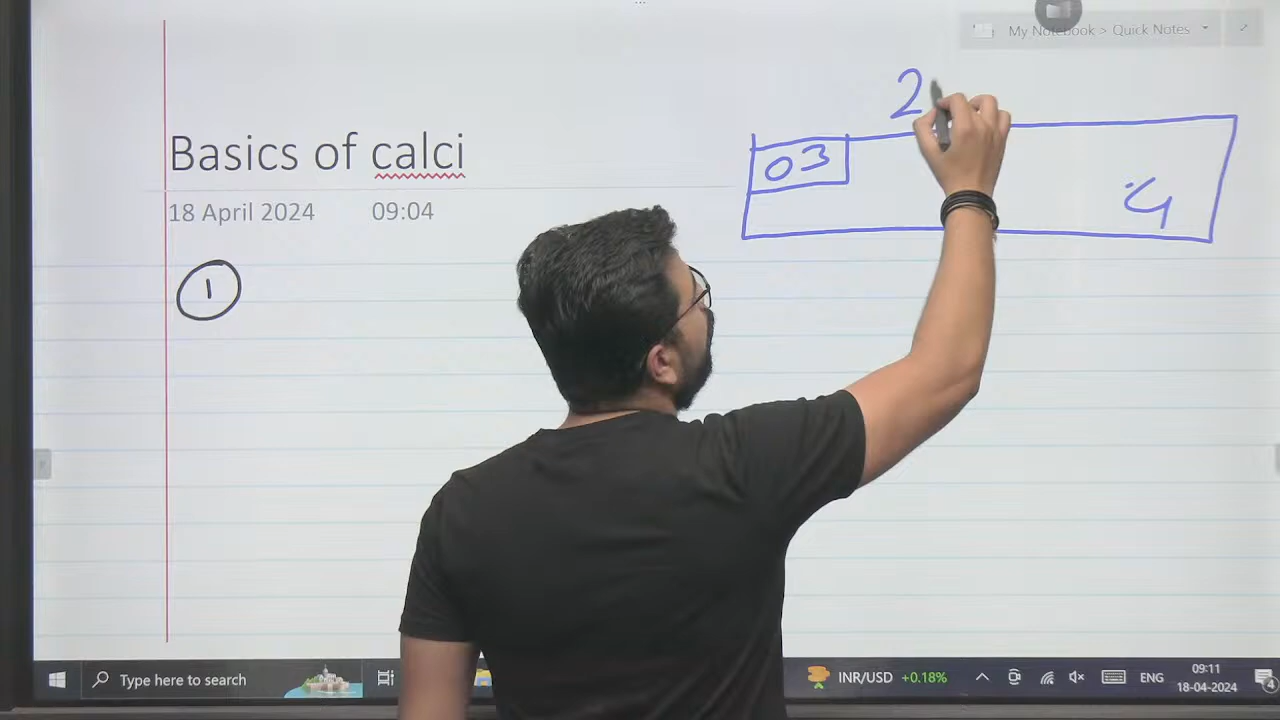 My Notebook > Quick Notes
2
03
4
Basics of calci
18 April 2024 09:04
1
Type here to search
INR/USD +0.18%
ENG
09:11
18-04-2024
4